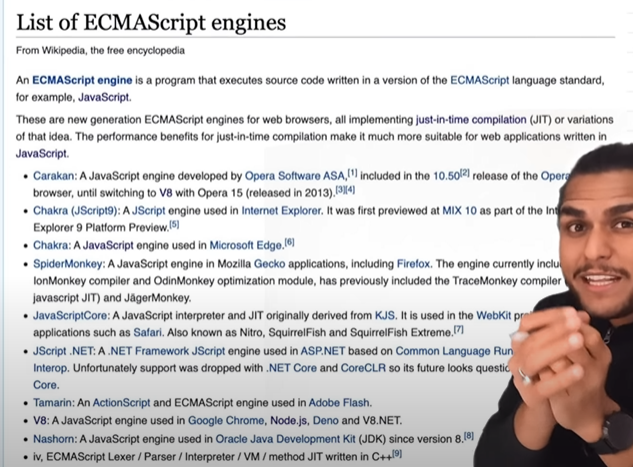 List of ECMAScript engines
From Wikipedia, the free encyclopedia
An ECMAScript engine is a program that executes source code written in a version of the ECMAScript language standard,
for example, JavaScript.
These are new generation ECMAScript engines for web browsers, all implementing just-in-time compilation (JIT) or variations
of that idea. The performance benefits for just-in-time compilation make it much more suitable for web applications written in
JavaScript.
• Carakan: A JavaScript engine developed by Opera Software ASA,[1] included in the 10.50[2] release of the Opera
browser, until switching to V8 with Opera 15 (released in 2013).[3][4]
• Chakra (JScript9): A JScript engine used in Internet Explorer. It was first previewed at MIX 10 as part of the
Explorer 9 Platform Preview.[5]
• Chakra: A JavaScript engine used in Microsoft Edge.[6]
• SpiderMonkey: A JavaScript engine in Mozilla Gecko applications, including Firefox. The engine currently
IonMonkey compiler and OdinMonkey optimization module, has previously included the TraceMonkey compiler
javascript JIT) and JägerMonkey.
• JavaScriptCore: A JavaScript interpreter and JIT originally derived from KJS. It is used in the WebKit
applications such as Safari. Also known as Nitro, SquirrelFish and SquirrelFish Extreme.[7]
• JScript .NET: A .NET Framework JScript engine used in ASP.NET based on Common Language
Interop. Unfortunately support was dropped with .NET Core and CoreCLR so its future looks
Core.
• Tamarin: An ActionScript and ECMAScript engine used in Adobe Flash.
• V8: A JavaScript engine used in Google Chrome, Node.js, Deno and V8.NET.
• Nashorn: A JavaScript engine used in Oracle Java Development Kit (JDK) since version 8.[8]
• iv, ECMAScript Lexer / Parser / Interpreter / VM / method JIT written in C++[9]